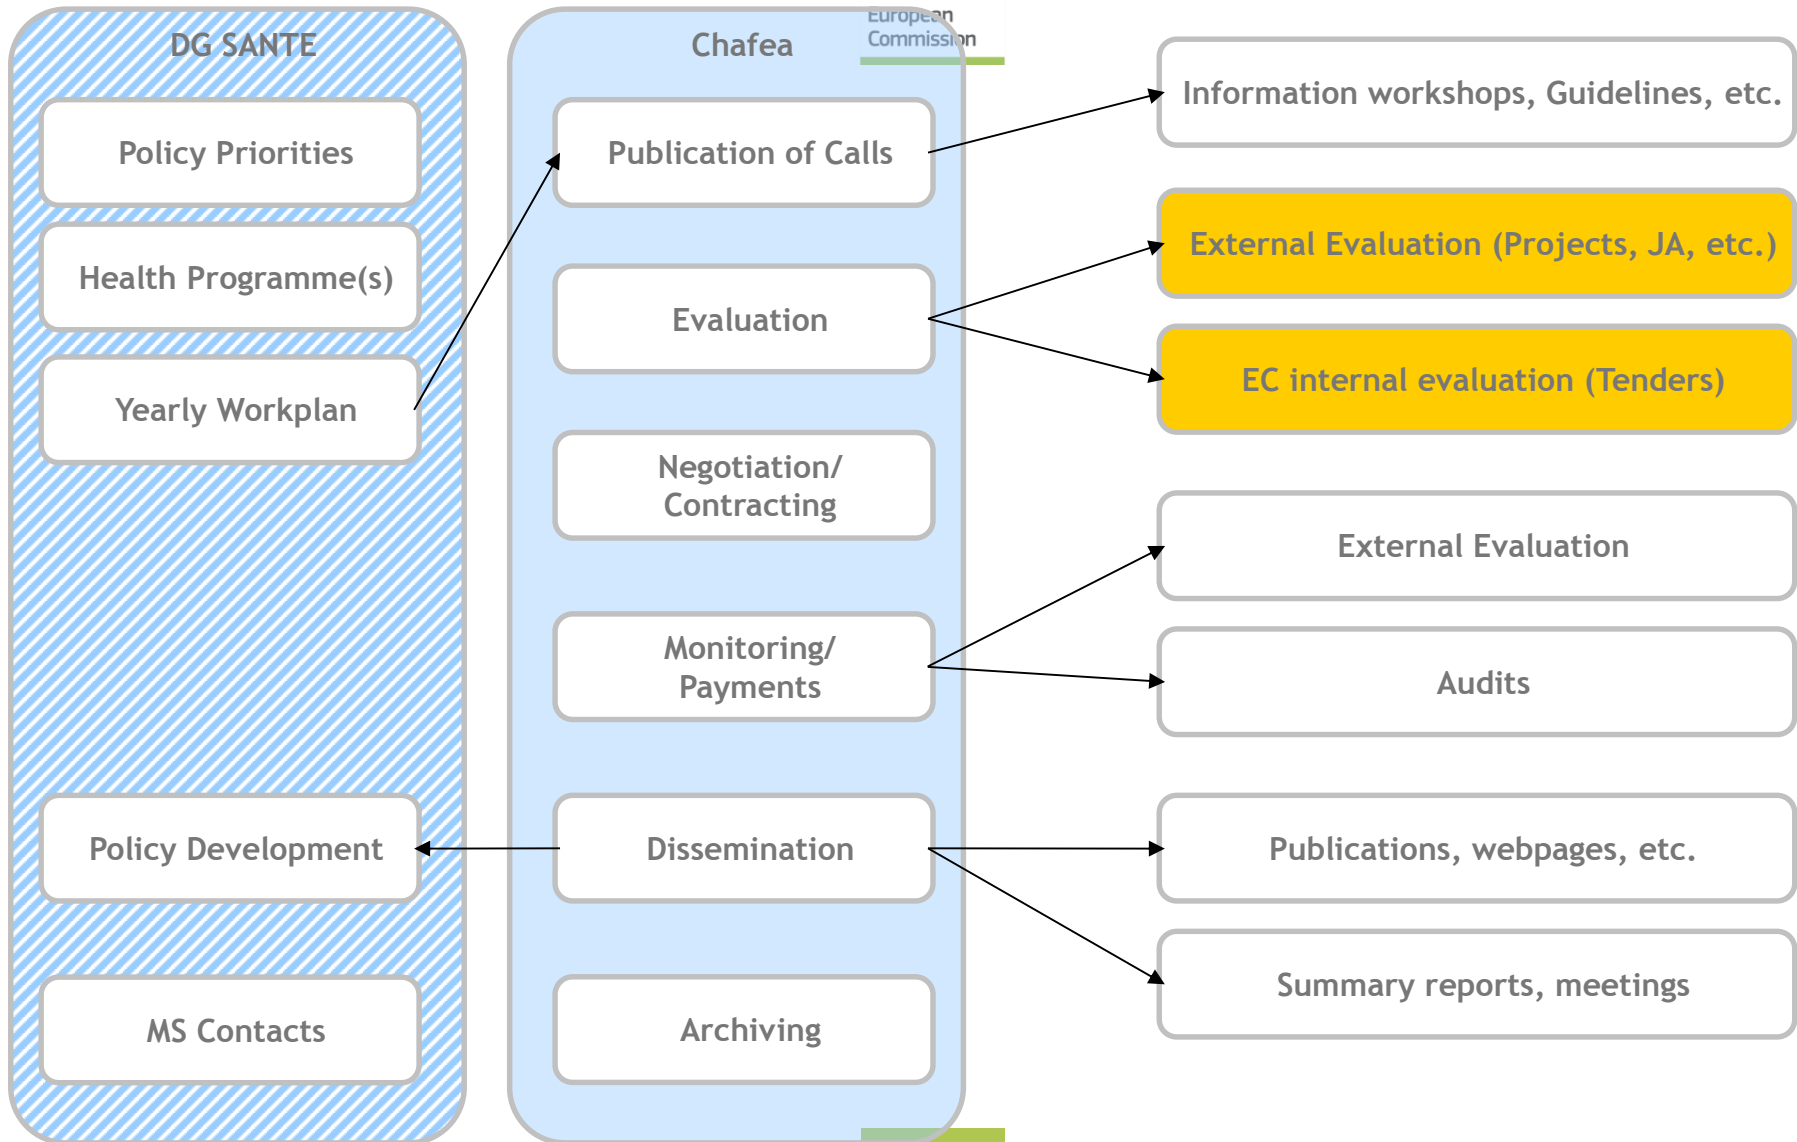 DG SANTE
Policy Priorities
Health Programme(s)
Yearly Workplan
Policy Development
MS Contacts
European
Commission
Chafea
Publication of Calls
Evaluation
Negotiation/
Contracting
Monitoring/
Payments
Dissemination
Archiving
Information workshops, Guidelines, etc.
External Evaluation (Projects, JA, etc.)
EC internal evaluation (Tenders)
External Evaluation
Audits
Publications, webpages, etc.
Summary reports, meetings